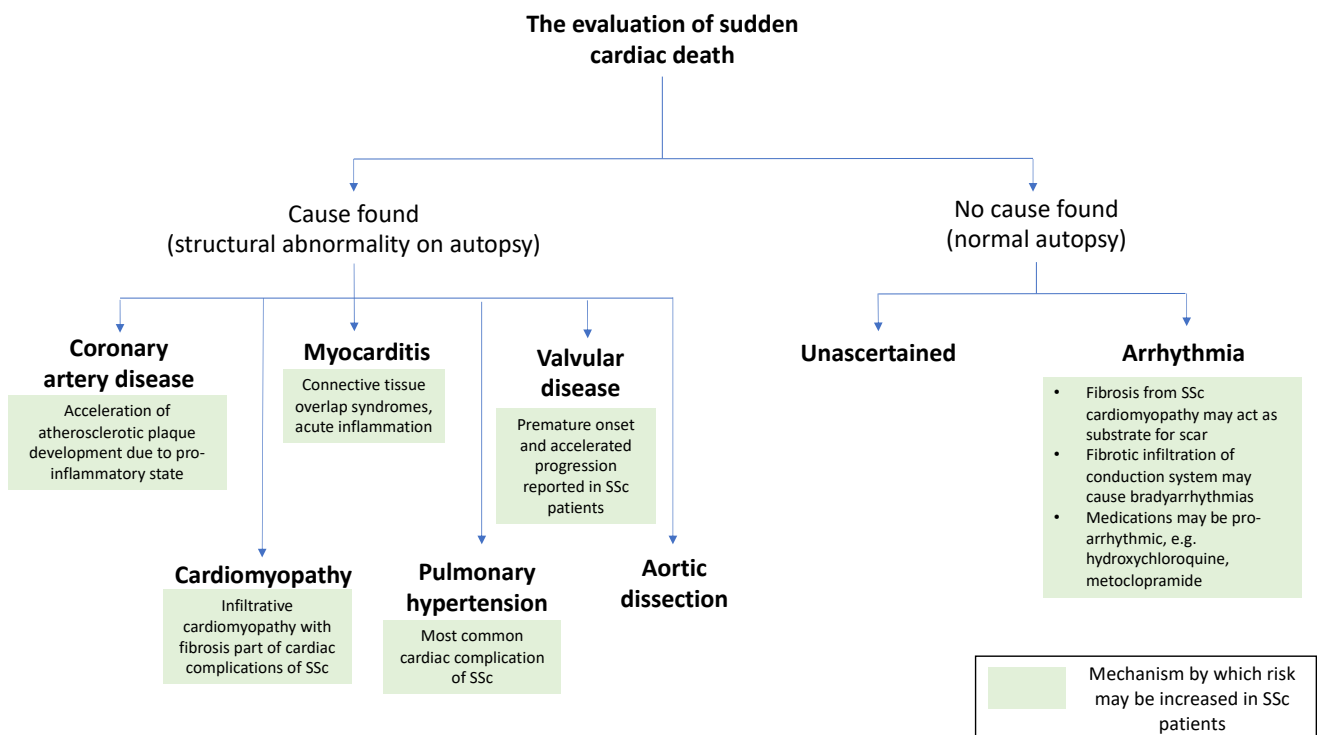 The evaluation of sudden
cardiac death
Cause found
(structural abnormality on autopsy)
No cause found
(normal autopsy)
Coronary
artery disease
Acceleration of
atherosclerotic plaque
development due to pro-
inflammatory state
Myocarditis
Connective tissue
overlap syndromes,
acute inflammation
Valvular
disease
Premature onset
and accelerated
progression
reported in SSc
patients
Unascertained
Arrhythmia
• Fibrosis from SSc
cardiomyopathy may act as
substrate for scar
• Fibrotic infiltration of
conduction system may
cause bradyarrhythmias
• Medications may be pro-
arrhythmic, e.g.
hydroxychloroquine,
metoclopramide
Cardiomyopathy
Infiltrative
cardiomyopathy with
fibrosis part of cardiac
complications of SSc
Pulmonary
hypertension
Most common
cardiac complication
of SSc
Aortic
dissection
Mechanism by which risk
may be increased in SSc
patients